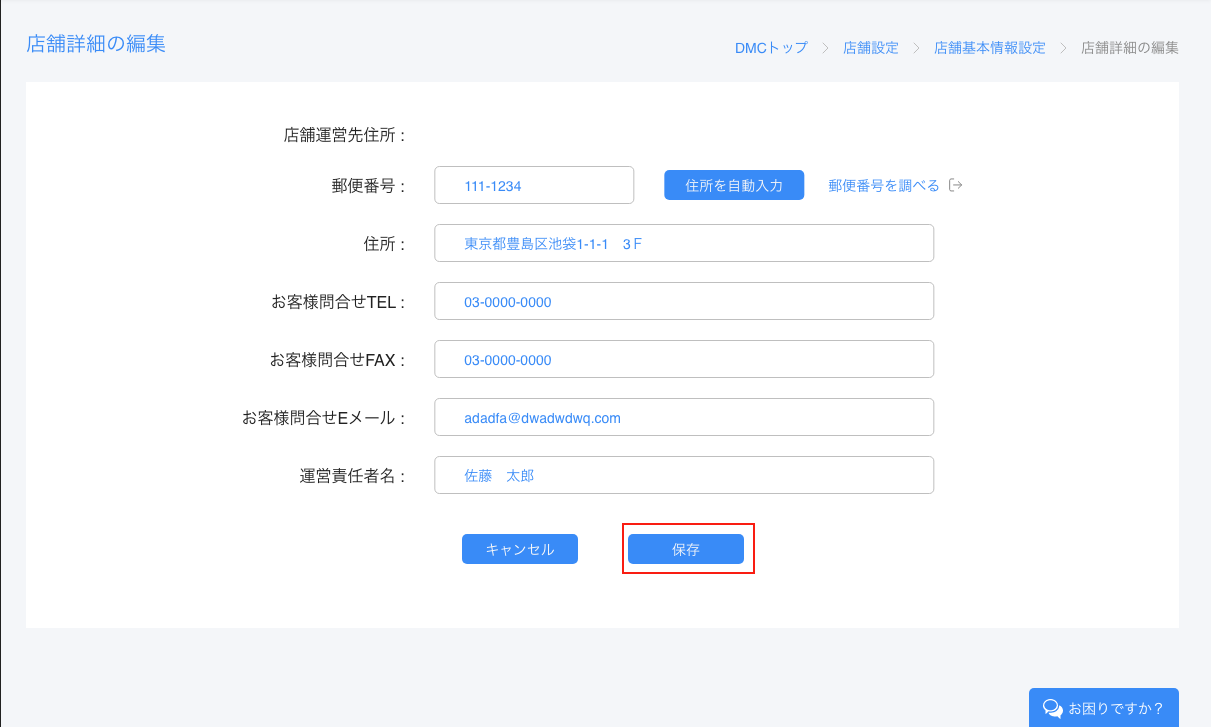 店舗詳細の編集
DMCトップ > 店舗設定 > 店舗基本情報設定 > 店舗詳細の編集
店舗運営先住所 :
郵便番号 : 111-1234 住所を自動入力 郵便番号を調べる
住所 : 東京都豊島区池袋1-1-1　3Ｆ
お客様問合せTEL : 03-0000-0000
お客様問合せFAX : 03-0000-0000
お客様問合せEメール : adadfa@dwadwdwq.com
運営責任者名 : 佐藤　太郎
キャンセル 保存
お困りですか？